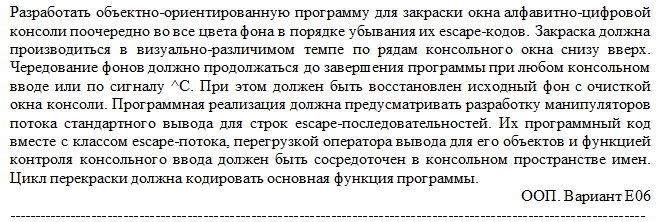 Разработать объектно-ориентированную программу для закраски окна алфавитно-цифровой
консоли поочередно во все цвета фона в порядке убывания их escape-кодов. Закраска должна
производиться в визуально-различимом темпе по рядам консольного окна снизу вверх.
Чередование фонов должно продолжаться до завершения программы при любом консольном
вводе или по сигналу ^C. При этом должен быть восстановлен исходный фон с очисткой
окна консоли. Программная реализация должна предусматривать разработку манипуляторов
потока стандартного вывода для строк escape-последовательностей. Их программный код
вместе с классом escape-потока, перегрузкой оператора вывода для его объектов и функцией
контроля консольного ввода должен быть сосредоточен в консольном пространстве имен.
Цикл перекраски должна кодировать основная функция программы.
ООП. Вариант E06